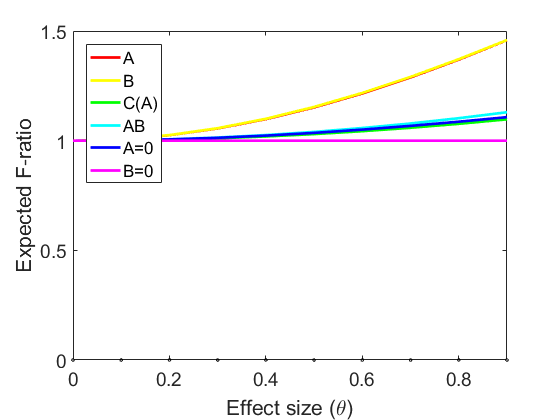 1.5
A
B
C(A)
AB
A=0
B=0
1
0.5
0
Expected F-ratio
0 0.2 0.4 0.6 0.8
Effect size (θ)